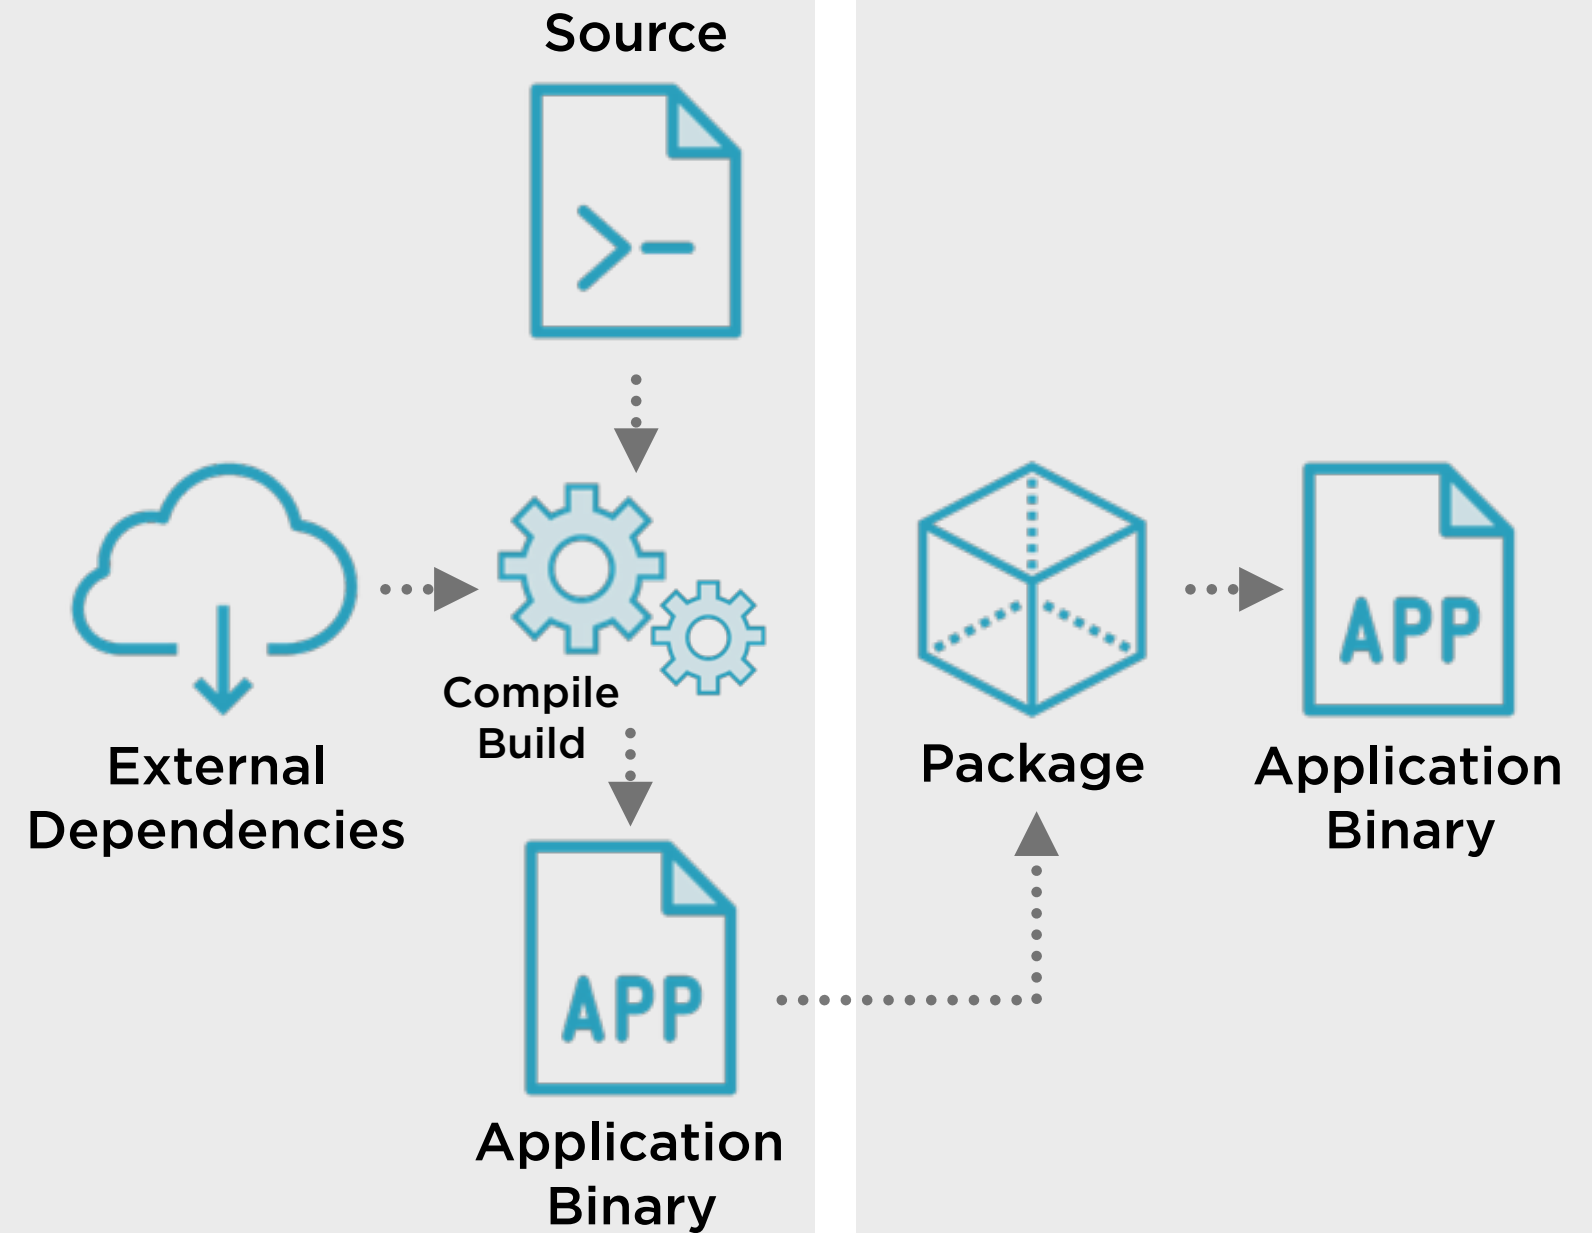 Source
>-
Compile
Build
External
Dependencies
APP
Application
Binary
Package
APP
Application
Binary